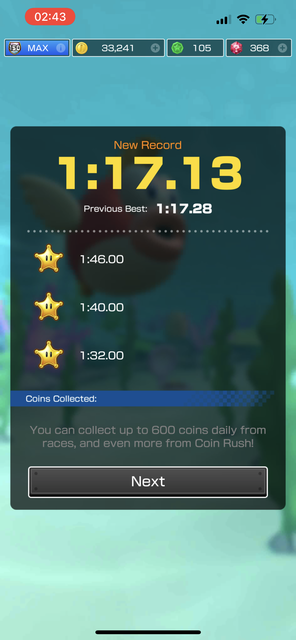 02:43
MAX 33,241 105 368
New Record
1:17.13
Previous Best: 1:17.28
1:46.00
1:40.00
1:32.00
Coins Collected:
You can collect up to 600 coins daily from
races, and even more from Coin Rush!
Next